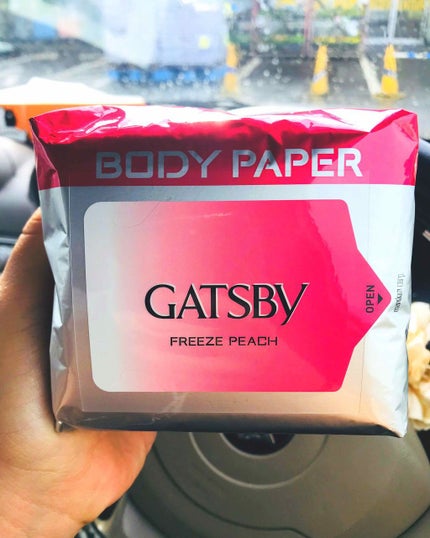 BODY PAPER
GATSBY
FREEZE PEACH
OPEN